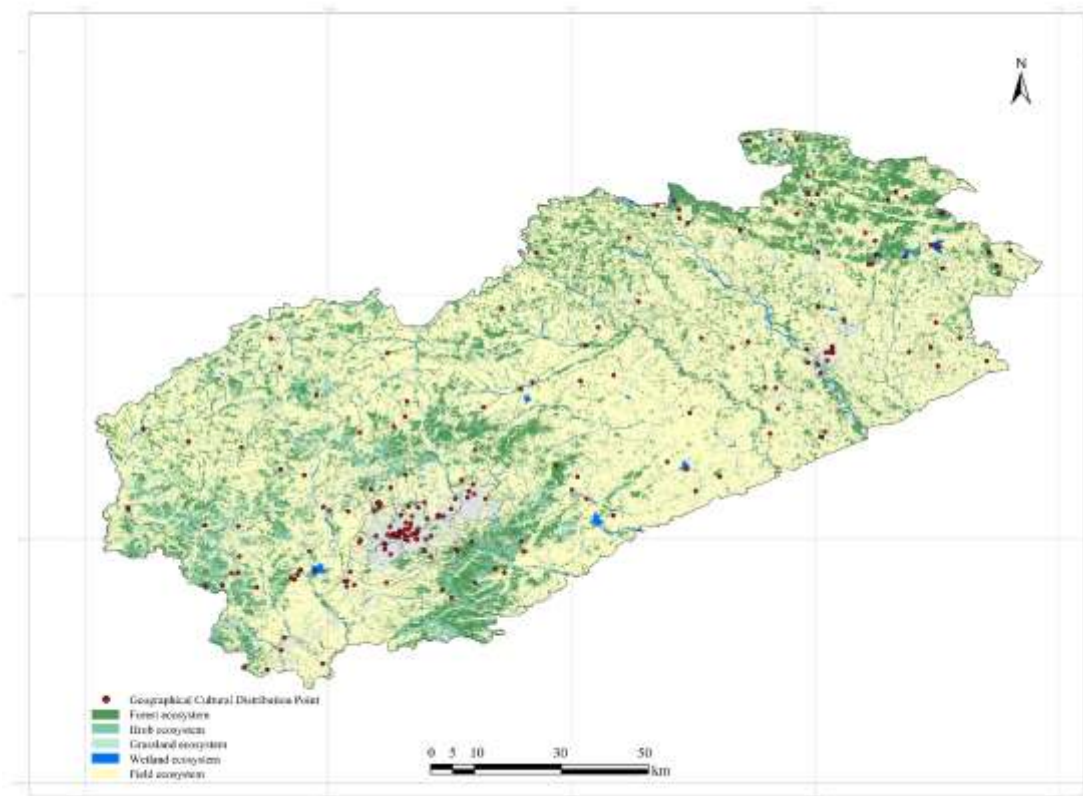 N
Geographical Cultural Distribution Point
Forest ecosystem
ecosystem
Grassland ecosystem
Wetland ecosystem
Field ecosystem
0 5 10 30 50
km